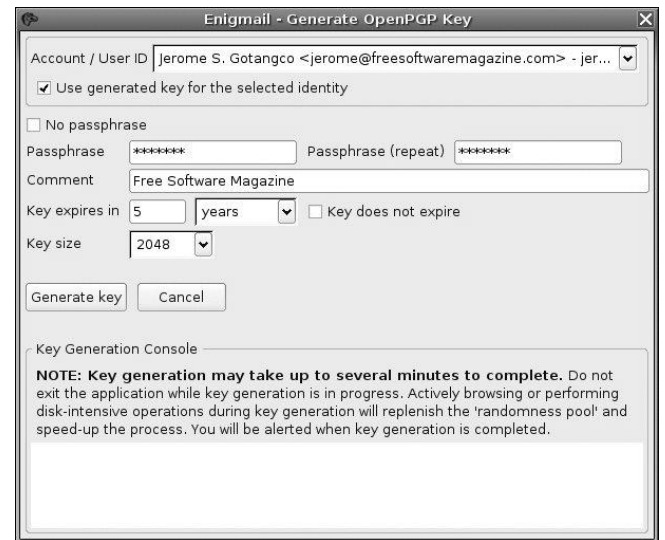 Enigmail - Generate OpenPGP Key
Account / User ID Jerome S. Gotangco <jerome@freesoftwaremagazine.com> - jer...
Use generated key for the selected identity
No passphrase
Passphrase ******* Passphrase (repeat) *******
Comment Free Software Magazine
Key expires in 5 years Key does not expire
Key size 2048
Generate key Cancel
Key Generation Console
NOTE: Key generation may take up to several minutes to complete. Do not
exit the application while key generation is in progress. Actively browsing or performing
disk-intensive operations during key generation will replenish the 'randomness pool' and
speed-up the process. You will be alerted when key generation is completed.